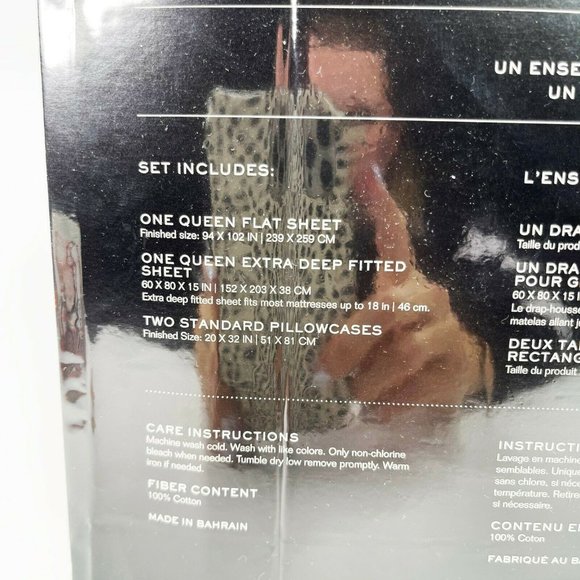 SET INCLUDES:
ONE QUEEN FLAT SHEET
Finished size: 94 X 102 IN | 239 X 259 CM
ONE QUEEN EXTRA DEEP FITTED
SHEET
60 X 80 X 15 IN | 152 X 203 X 38 CM
Extra deep fitted sheet fits most mattresses up to 18 in | 46 cm.
TWO STANDARD PILLOWCASES
Finished Size: 20 X 32 IN | 51 X 81 CM
CARE INSTRUCTIONS
Machine wash cold. Wash with like colors. Only non-chlorine
bleach when needed. Tumble dry low remove promptly. Warm
iron if needed.
FIBER CONTENT
100% Cotton
MADE IN BAHRAIN
UN ENSE
UN
L'ENS
UN DRA
Taille du prod
UN DRA
POUR G
60 X 80 X 15 I
Le drap-housse
matelas allant j
DEUX TAI
RECTANG
Taille du produit
INSTRUCTI
Lavage en machine
semblables. Unique
sans chlore, si néce
température. Retire
si nécessaire.
CONTENU E
100% Coton
FABRIQUÉ AU B